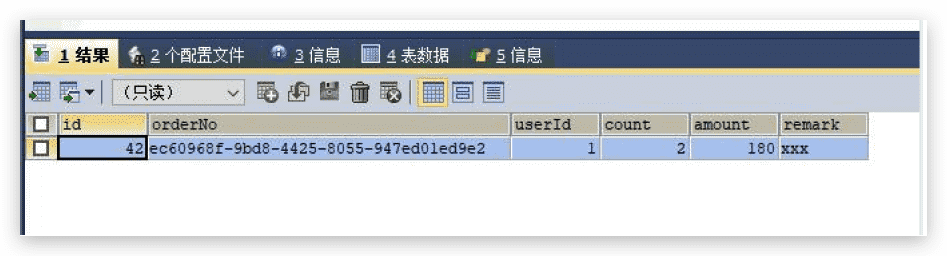 1 结果 2 个配置文件 3 信息 4 表数据 5 信息
(只读)
id orderNo userId count amount remark
42 ec60968f-9bd8-4425-8055-947ed01ed9e2 1 2 180 xxx